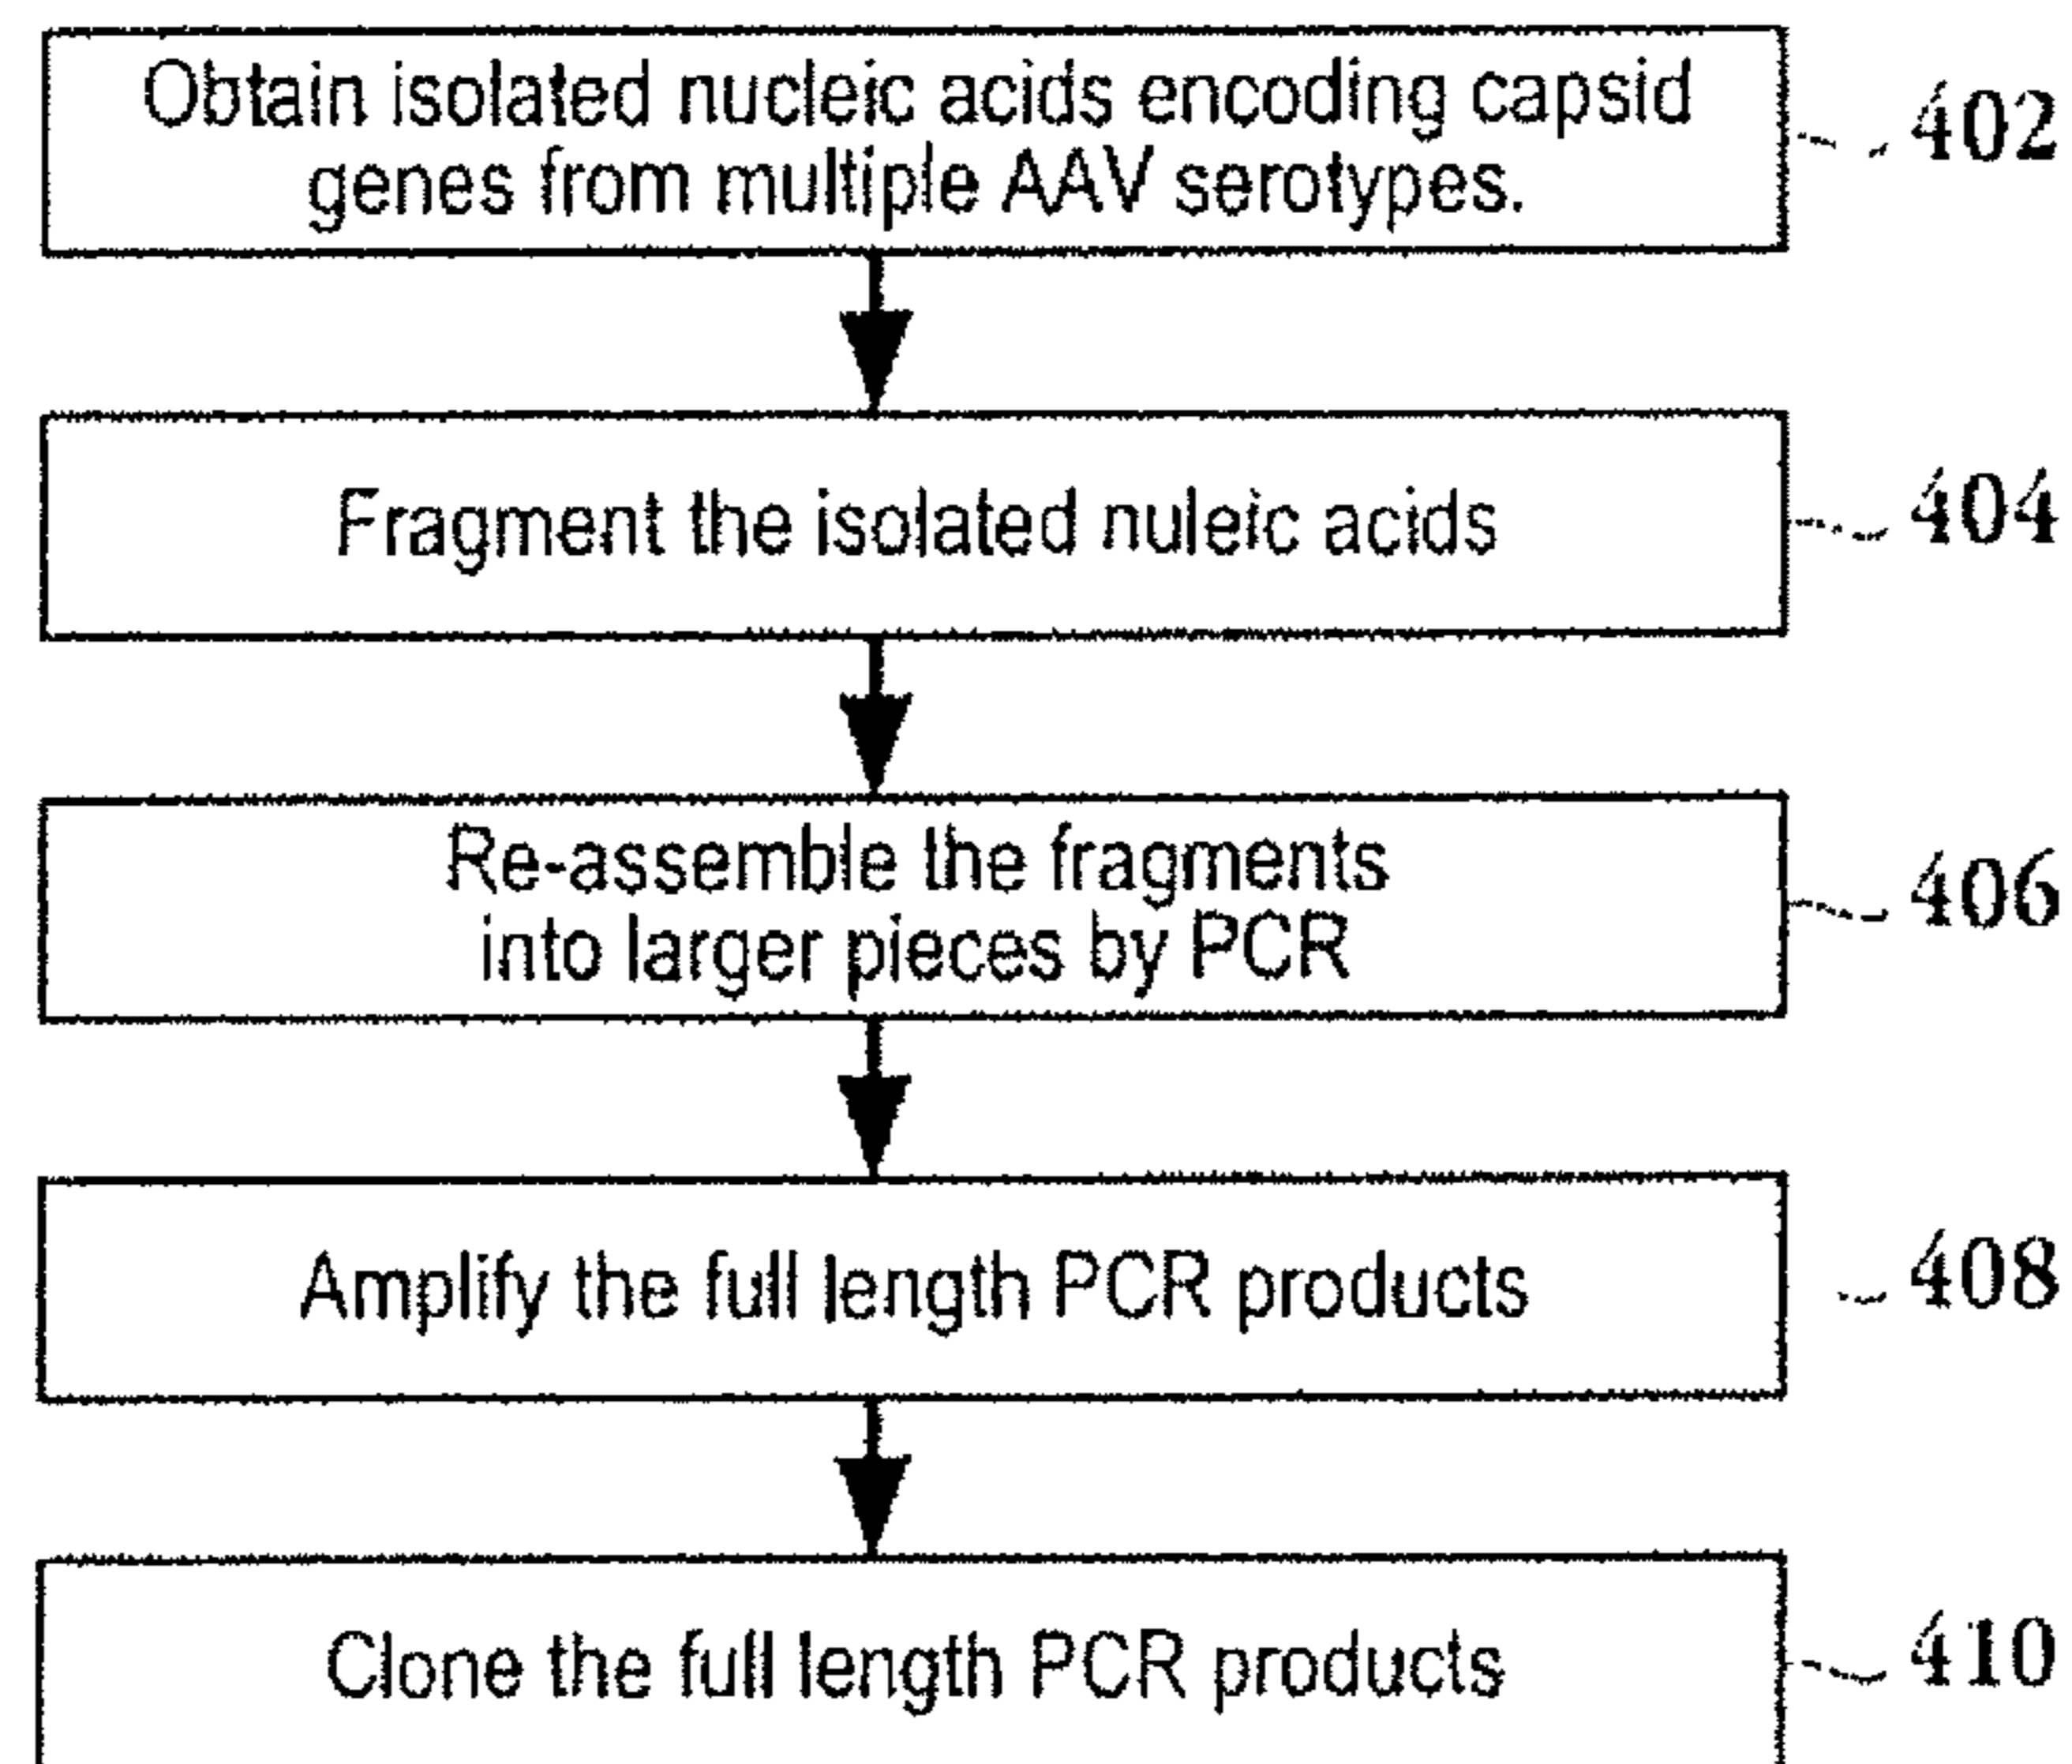 Obtain isolated nucleic acids encoding capsid
genes from multiple AAV serotypes.
402
Fragment the isolated nuleic acids
404
Re-assemble the fragments
into larger pieces by PCR
406
Amplify the full length PCR products
408
Clone the full length PCR products
410